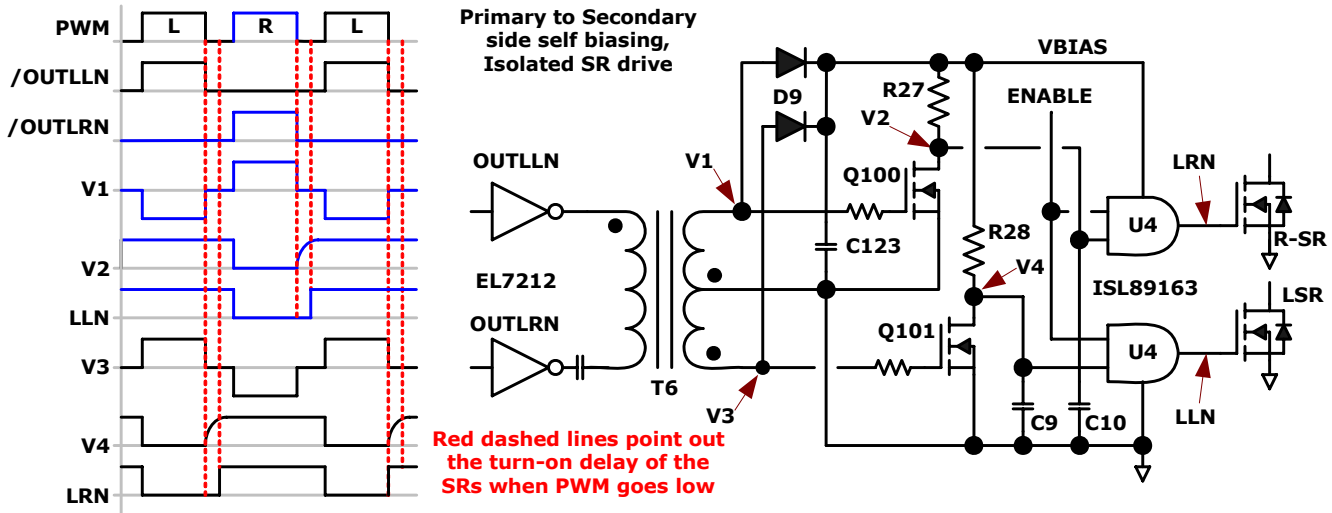 PWM
L
R
L
/OUTLLN
/OUTLRN
V1
V2
LLN
V3
V4
LRN
Primary to Secondary
side self biasing,
Isolated SR drive
D9
R27
VBIAS
ENABLE
V2
V1
OUTLLN
Q100
LRN
U4
R-SR
C123
R28
V4
EL7212
ISL89163
LSR
OUTLRN
Q101
U4
T6
V3
C9
C10
LLN
Red dashed lines point out
the turn-on delay of the
SRs when PWM goes low